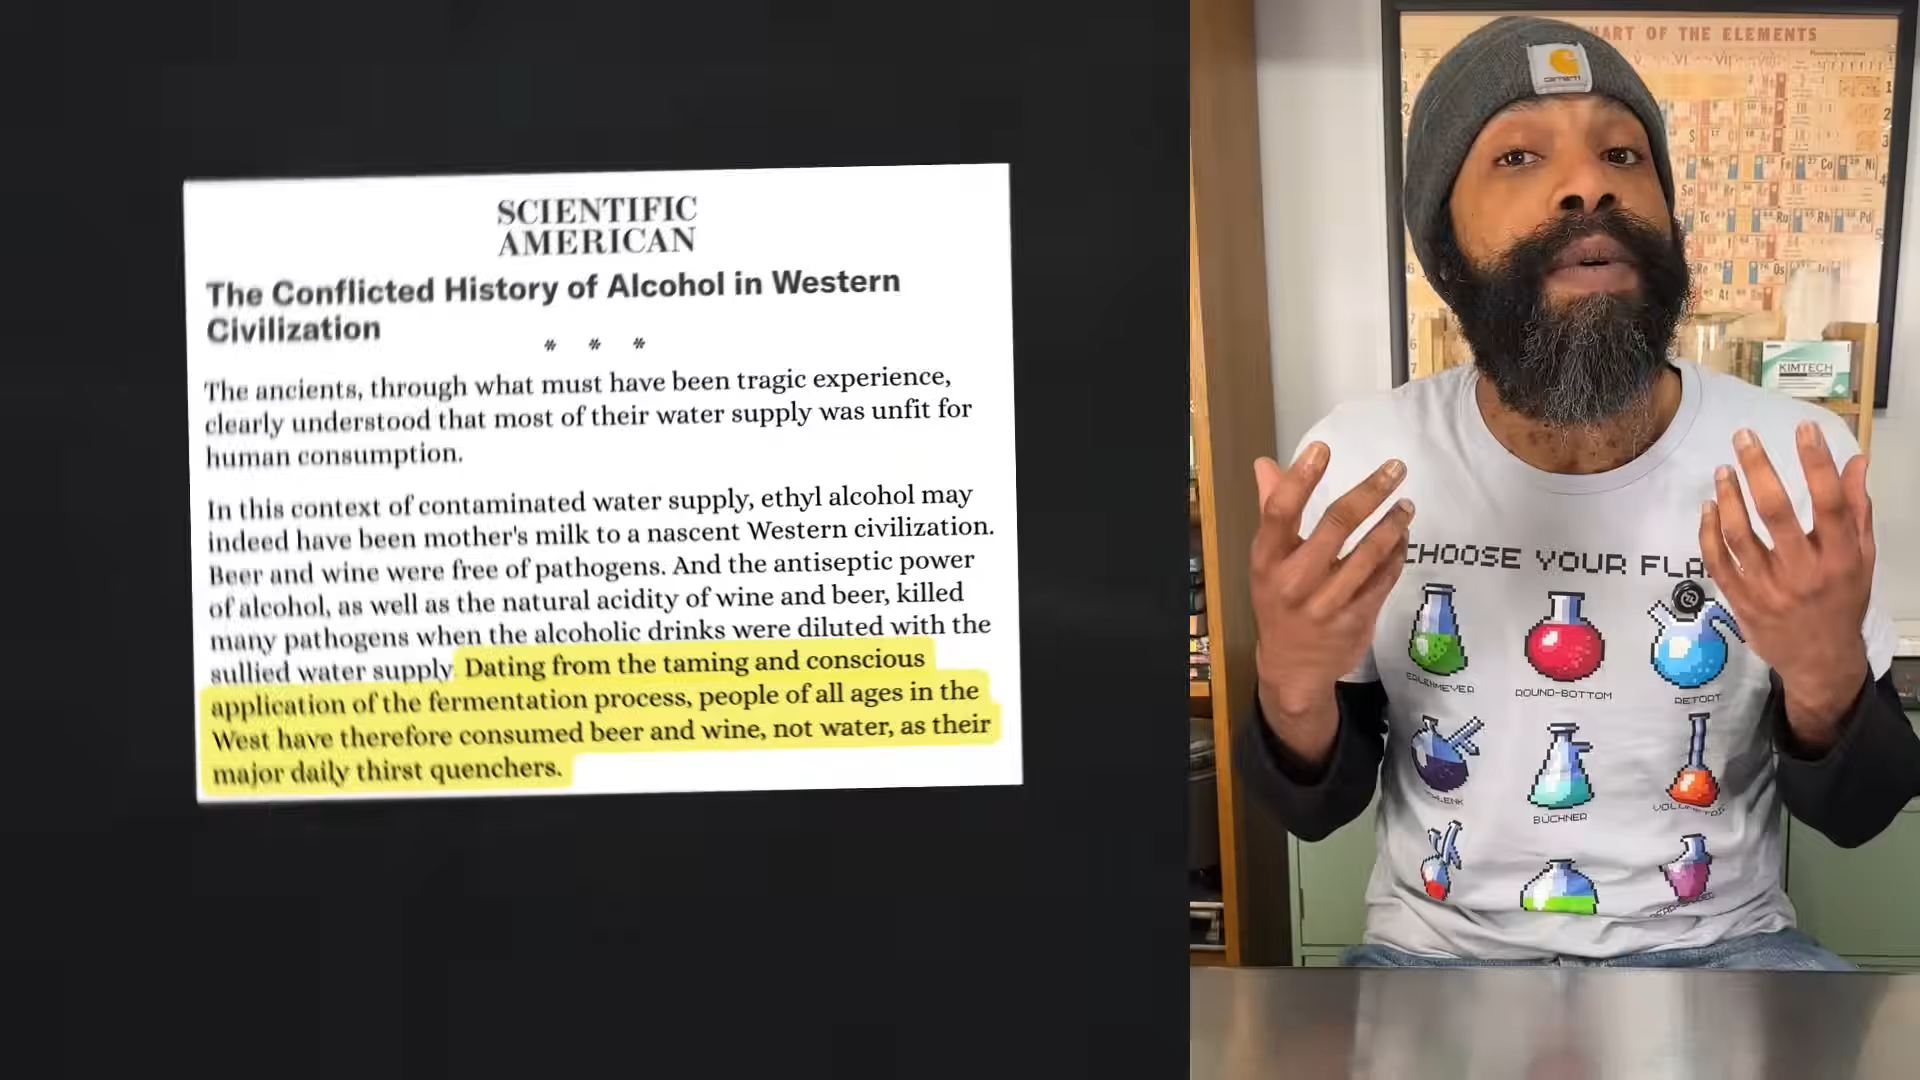 SCIENTIFIC
AMERICAN
The Conflicted History of Alcohol in Western
Civilization
* * *
The ancients, through what must have been tragic experience,
clearly understood that most of their water supply was unfit for
human consumption.
In this context of contaminated water supply, ethyl alcohol may
indeed have been mother's milk to a nascent Western civilization.
Beer and wine were free of pathogens. And the antiseptic power
of alcohol, as well as the natural acidity of wine and beer, killed
many pathogens when the alcoholic drinks were diluted with the
sullied water supply. Dating from the taming and conscious
application of the fermentation process, people of all ages in the
West have therefore consumed beer and wine, not water, as their
major daily thirst quenchers.
ART OF THE ELEMENTS
carhartt
KIMTECH
CHOOSE YOUR FLA
ERLENMEYER
ROUND-BOTTOM
RETORT
BÜCHNER